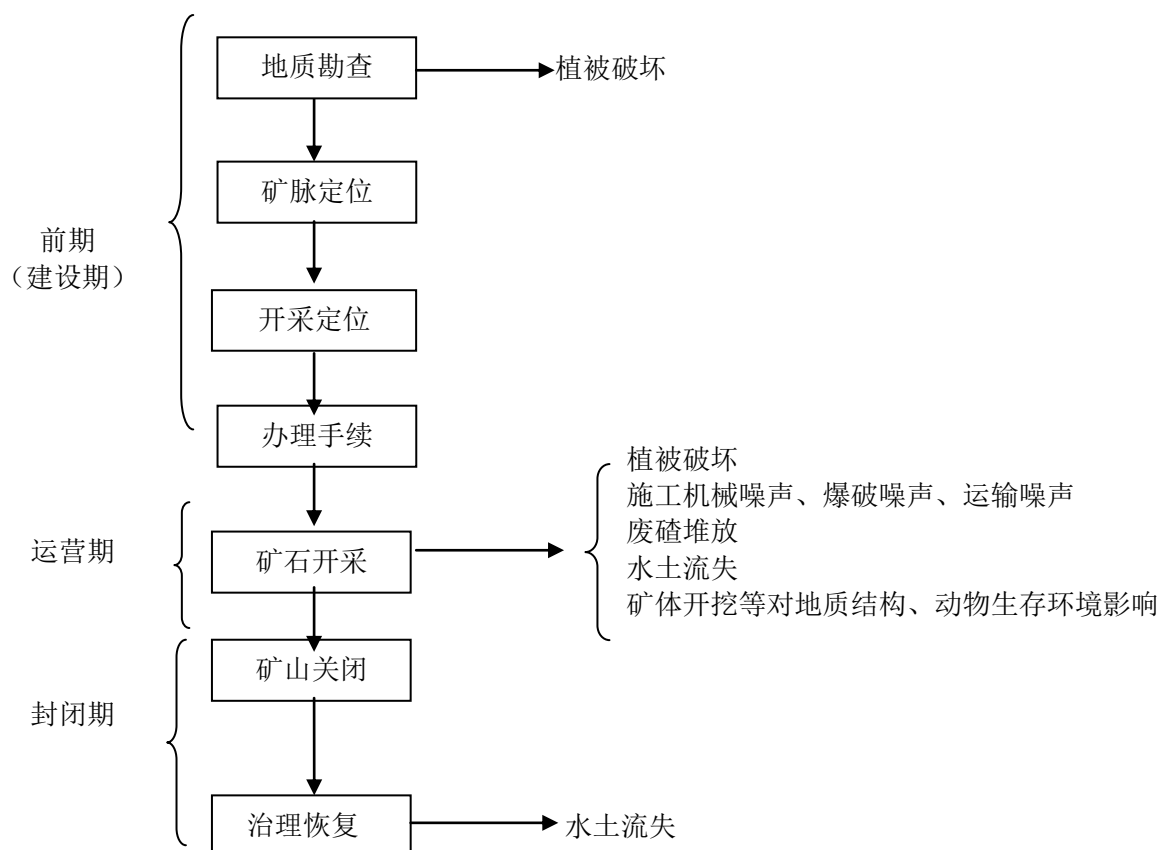 地质勘查
植被破坏
矿脉定位
前期
（建设期）
开采定位
办理手续
植被破坏
施工机械噪声、爆破噪声、运输噪声
废碴堆放
水土流失
矿体开挖等对地质结构、动物生存环境影响
运营期
矿石开采
矿山关闭
封闭期
治理恢复
水土流失